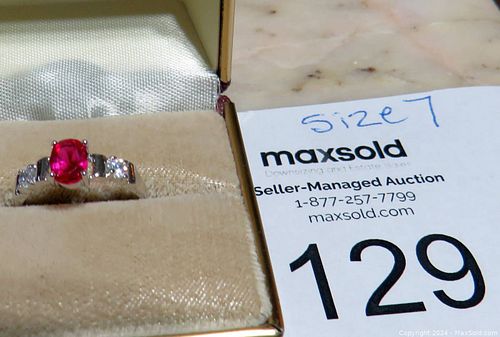 size 7
maxsold
Downsizing and Estate Sales
Seller-Managed Auction
1-877-257-7799
maxsold.com
129
Copyright 2024 - MaxSold.com